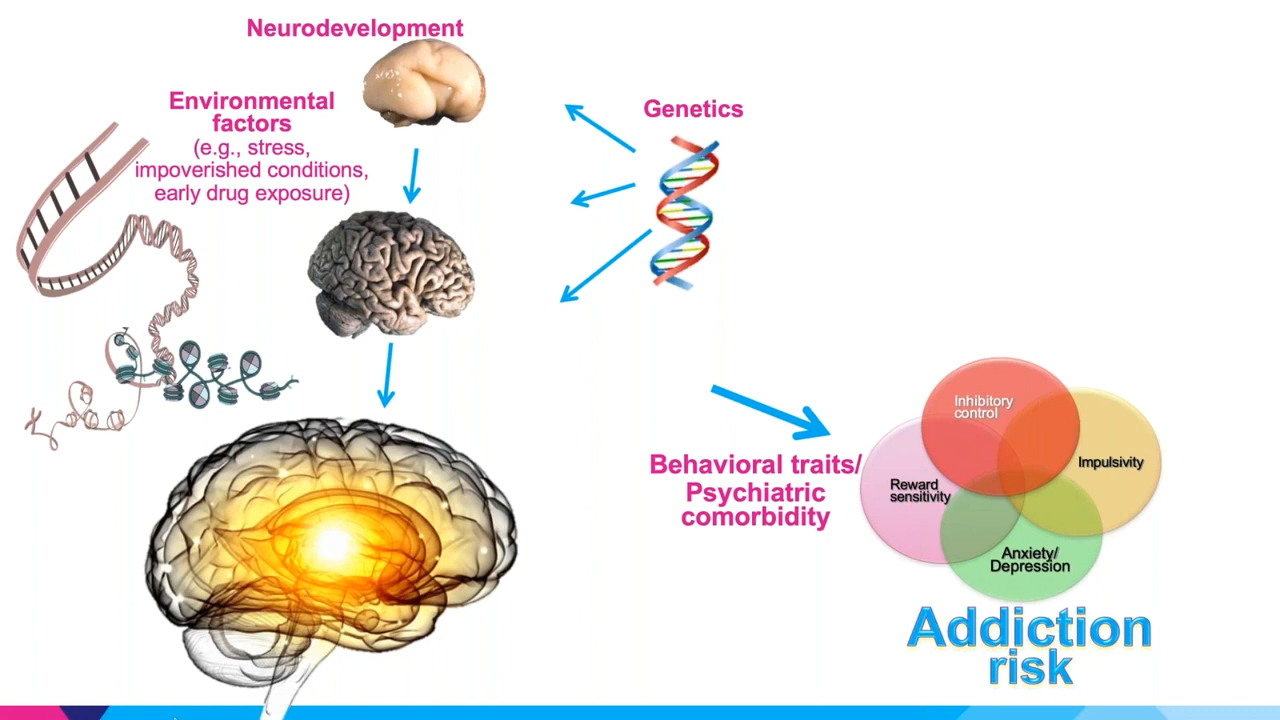 Neurodevelopment
Environmental
factors
(e.g., stress,
impoverished conditions,
early drug exposure)
Genetics
Behavioral traits/
Psychiatric
comorbidity
Inhibitory
control
Impulsivity
Reward
sensitivity
Anxiety/
Depression
Addiction
risk